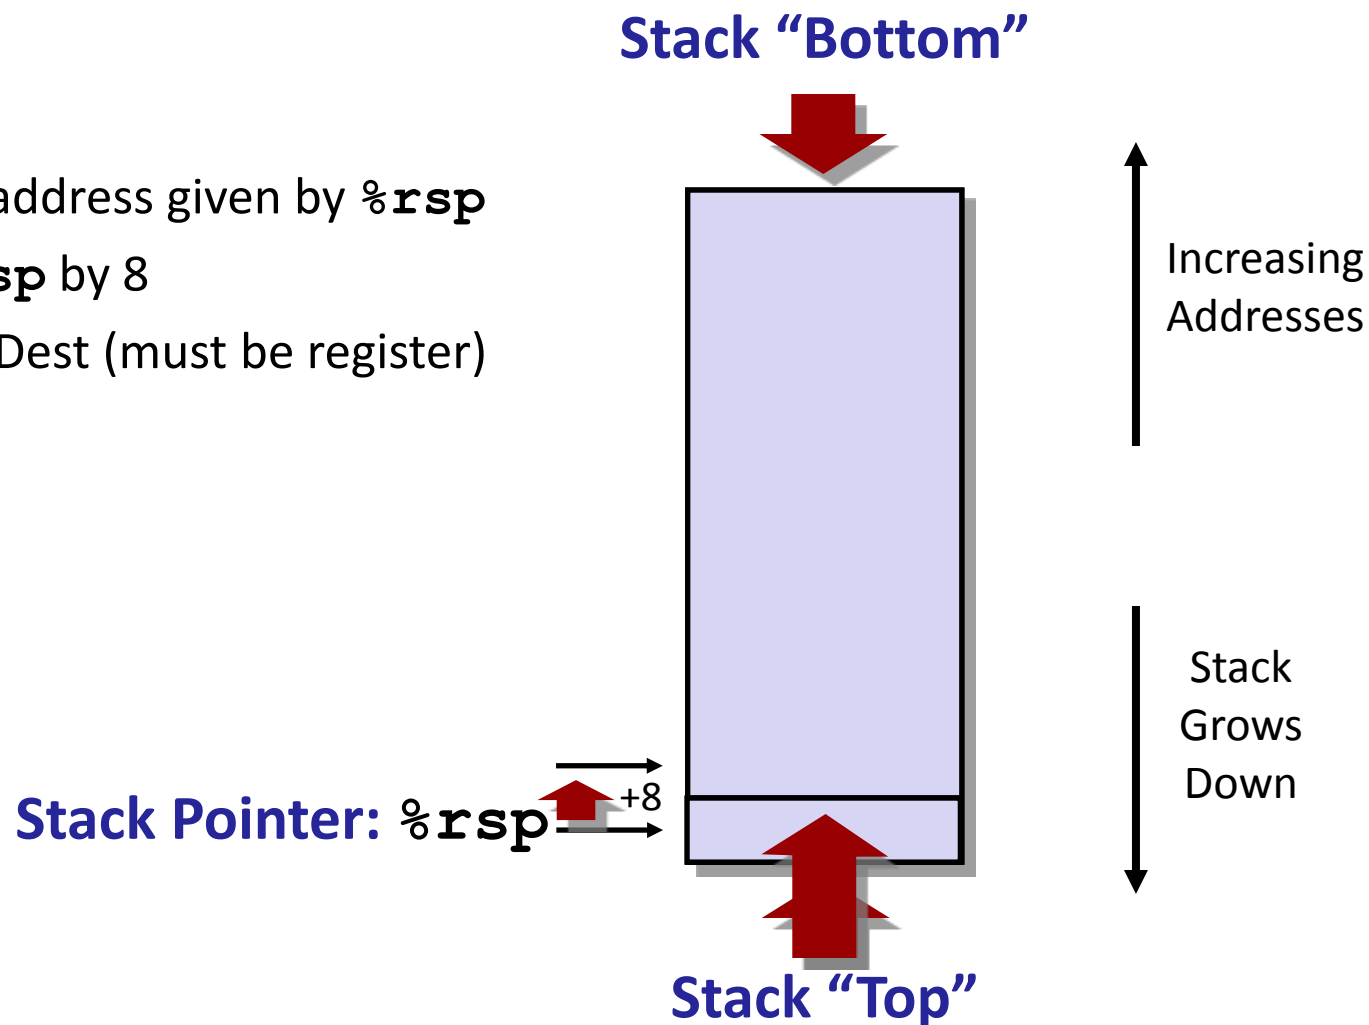 Stack “Bottom”
address given by %rsp
sp by 8
Dest (must be register)
Increasing
Addresses
Stack
Grows
Down
+8
Stack Pointer: %rsp
Stack “Top”